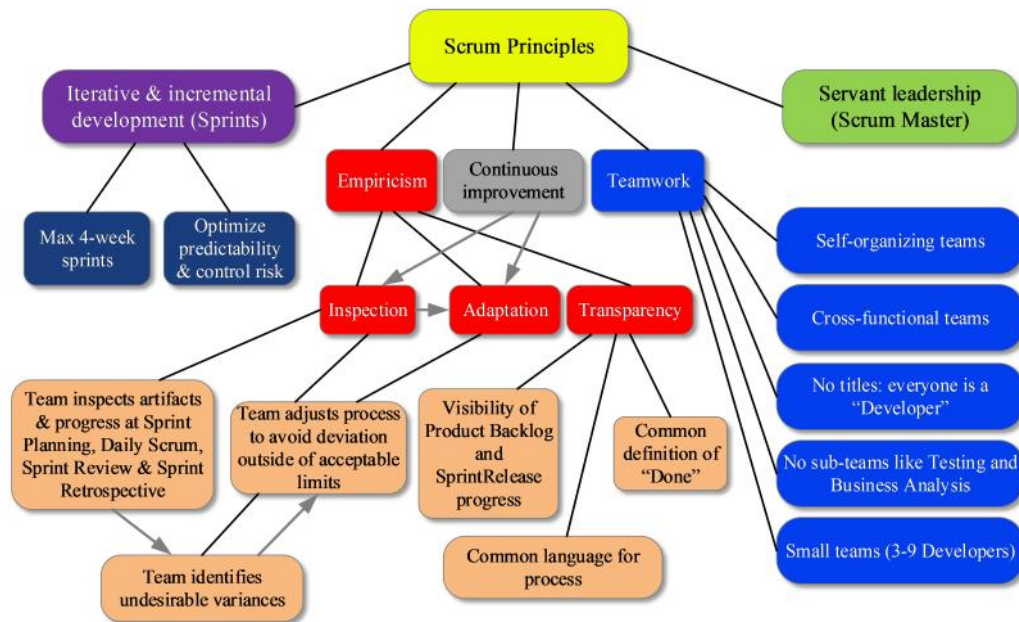 Scrum Principles
Iterative & incremental
development (Sprints)
Servant leadership
(Scrum Master)
Empiricism
Continuous
improvement
Teamwork
Max 4-week
sprints
Optimize
predictability
& control risk
Self-organizing teams
Inspection
Adaptation
Transparency
Cross-functional teams
Team inspects artifacts
& progress at Sprint
Planning, Daily Scrum,
Sprint Review & Sprint
Retrospective
Team adjusts process
to avoid deviation
outside of acceptable
limits
Visibility of
Product Backlog
and
SprintRelease
progress
Common
definition of
“Done”
No titles: everyone is a
“Developer”
No sub-teams like Testing and
Business Analysis
Small teams (3-9 Developers)
Team identifies
undesirable variances
Common language for
process